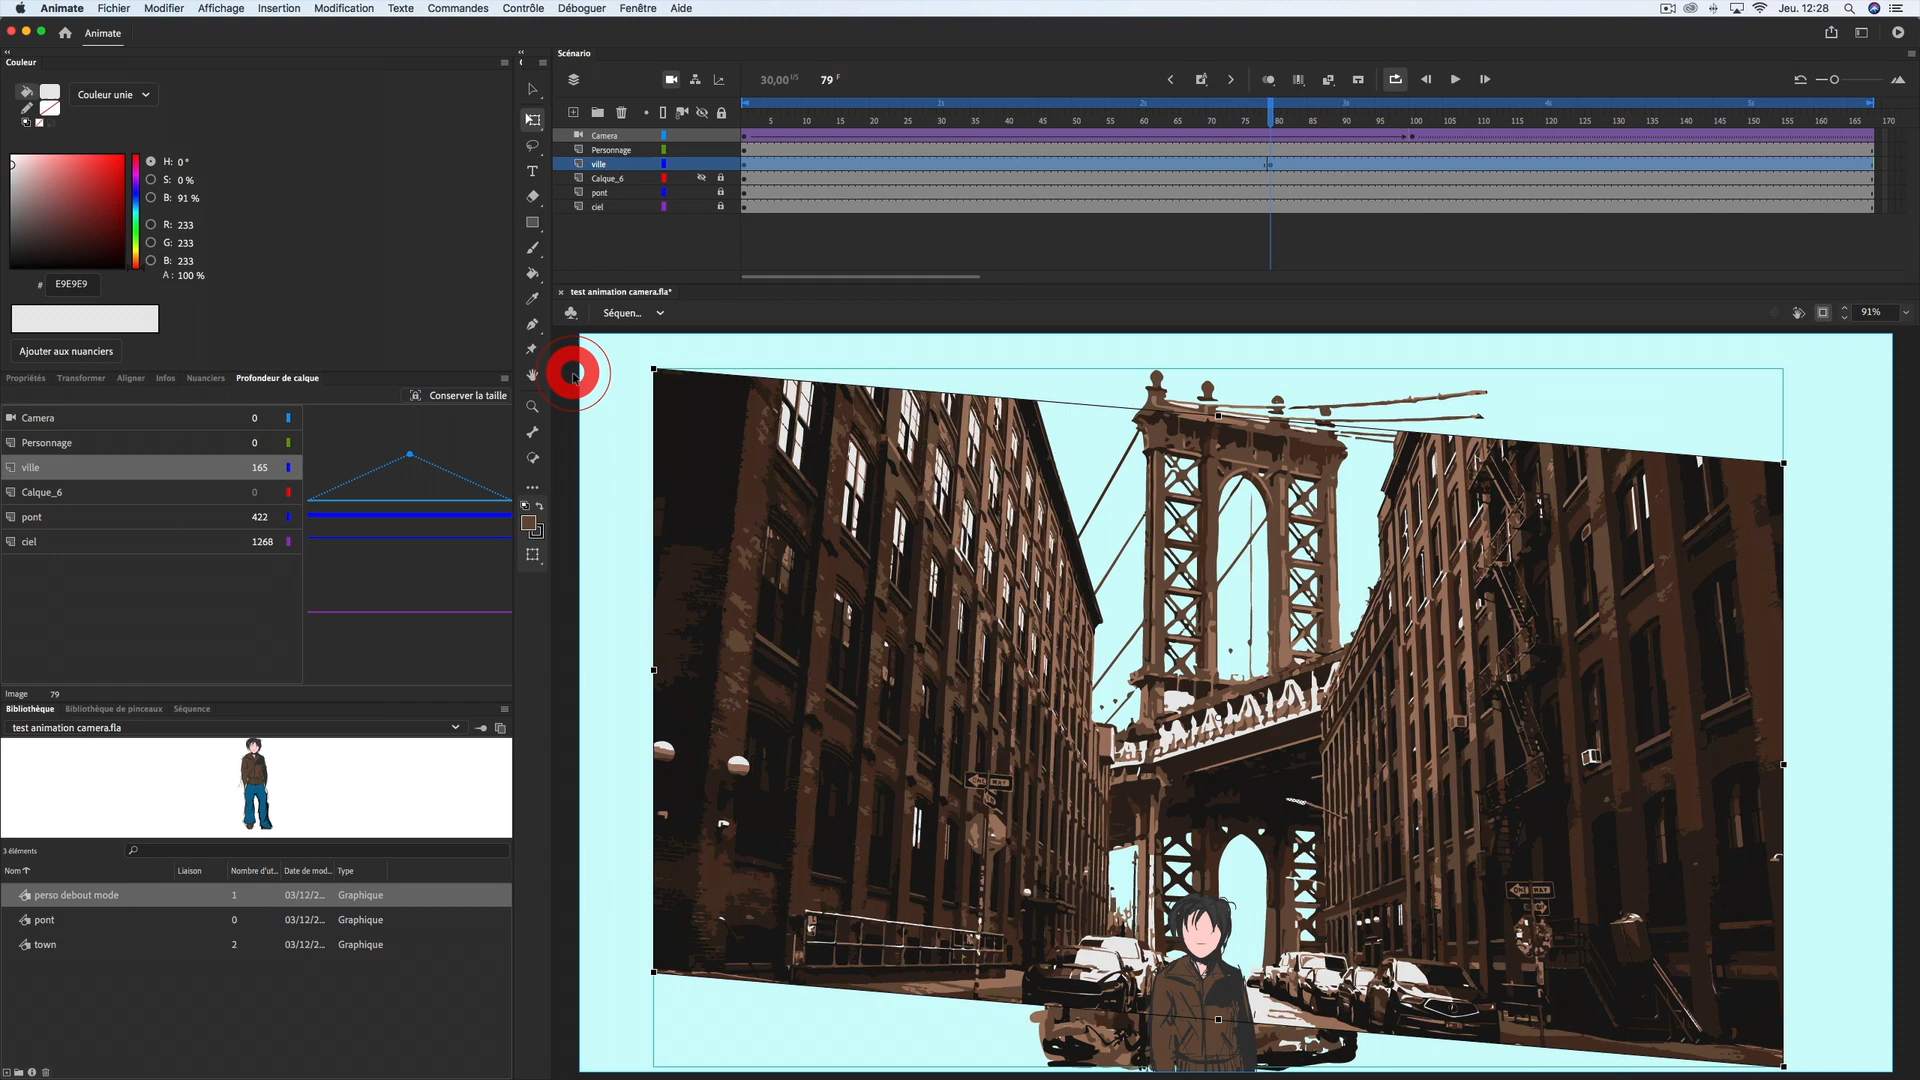 Animate Fichier Modifier Affichage Insertion Modification Texte Commandes Contrôle Déboguer Fenêtre Aide Jeu. 12:28
Animate
Couleur
Couleur unie
H: 0 °
S: 0 %
B: 91 %
R: 233
G: 233
B: 233
A: 100 %
# E9E9E9
Ajouter aux nuanciers
Propriétés Transformer Aligner Infos Nuanciers Profondeur de calque
Conserver la taille
Camera 0
Personnage 0
ville 165
Calque_6 0
pont 422
ciel 1268
Image 79
Bibliothèque Bibliothèque de pinceaux Séquence
test animation camera.fla
3 éléments
Nom Liaison Nombre d'ut... Date de mod... Type
perso debout mode 1 03/12/2... Graphique
pont 0 03/12/2... Graphique
town 2 03/12/2... Graphique
Scénario
30,00 I/S 79 F
1s 2s 3s 4s 5s
5 10 15 20 25 30 35 40 45 50 55 60 65 70 75 80 85 90 95 100 105 110 115 120 125 130 135 140 145 150 155 160 165 170
Camera
Personnage
ville
Calque_6
pont
ciel
test animation camera.fla*
Séquen... 91%
ONE WAY
ONE WAY